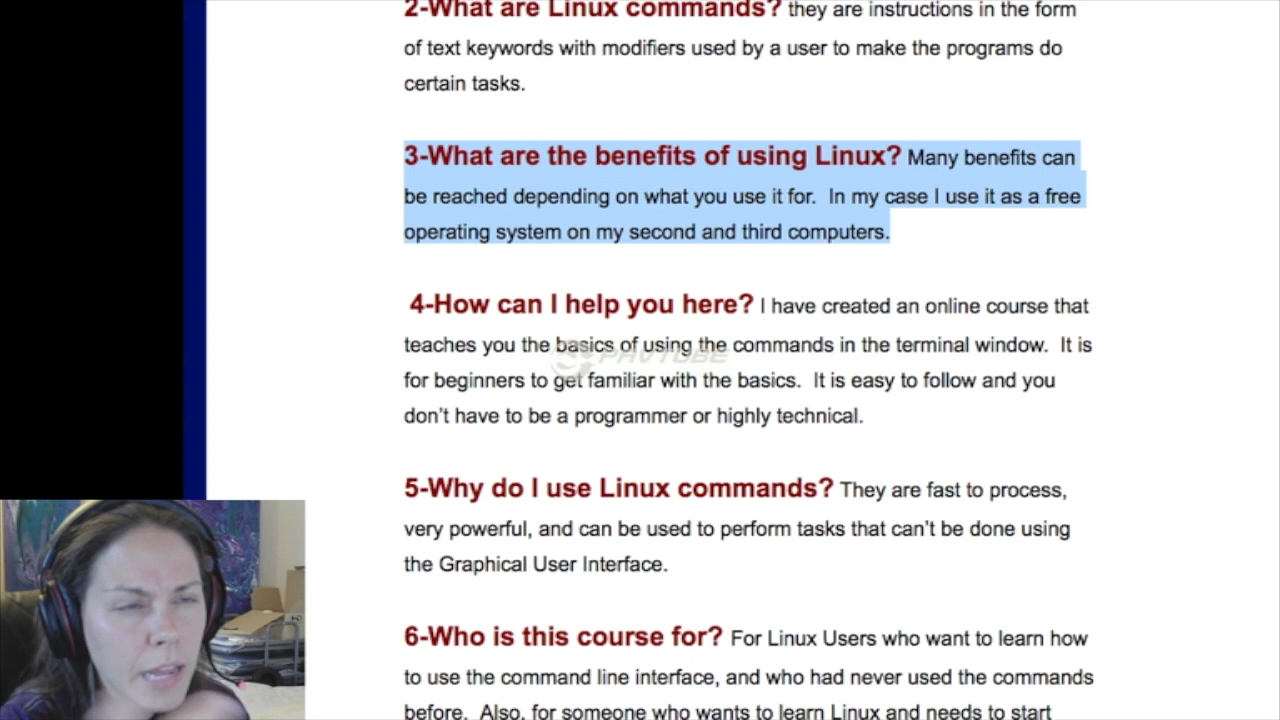 2-What are Linux commands? they are instructions in the form
of text keywords with modifiers used by a user to make the programs do
certain tasks.
3-What are the benefits of using Linux? Many benefits can
be reached depending on what you use it for.  In my case I use it as a free
operating system on my second and third computers.
4-How can I help you here? I have created an online course that
teaches you the basics of using the commands in the terminal window.  It is
PAVTUBE
for beginners to get familiar with the basics.  It is easy to follow and you
don't have to be a programmer or highly technical.
5-Why do I use Linux commands? They are fast to process,
very powerful, and can be used to perform tasks that can't be done using
the Graphical User Interface.
6-Who is this course for? For Linux Users who want to learn how
to use the command line interface, and who had never used the commands
before.  Also, for someone who wants to learn Linux and needs to start